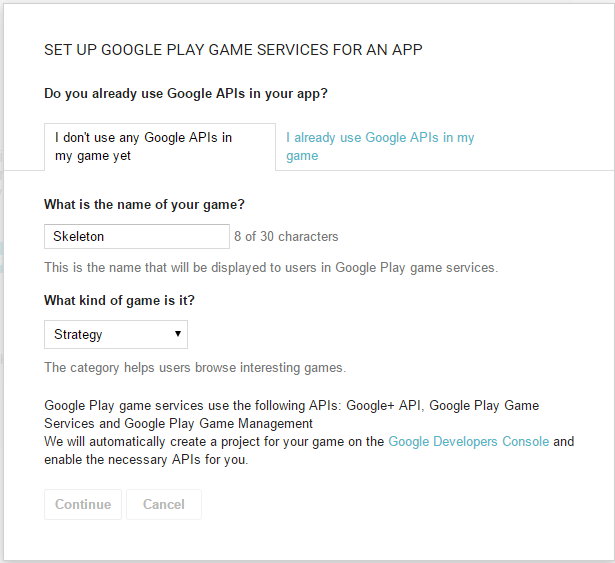 SET UP GOOGLE PLAY GAME SERVICES FOR AN APP
Do you already use Google APIs in your app?
I don't use any Google APIs in
my game yet
I already use Google APIs in my
game
What is the name of your game?
Skeleton
8 of 30 characters
This is the name that will be displayed to users in Google Play game services.
What kind of game is it?
Strategy
The category helps users browse interesting games.
Google Play game services use the following APIs: Google+ API, Google Play Game
Services and Google Play Game Management
We will automatically create a project for your game on the Google Developers Console and
enable the necessary APIs for you.
Continue
Cancel